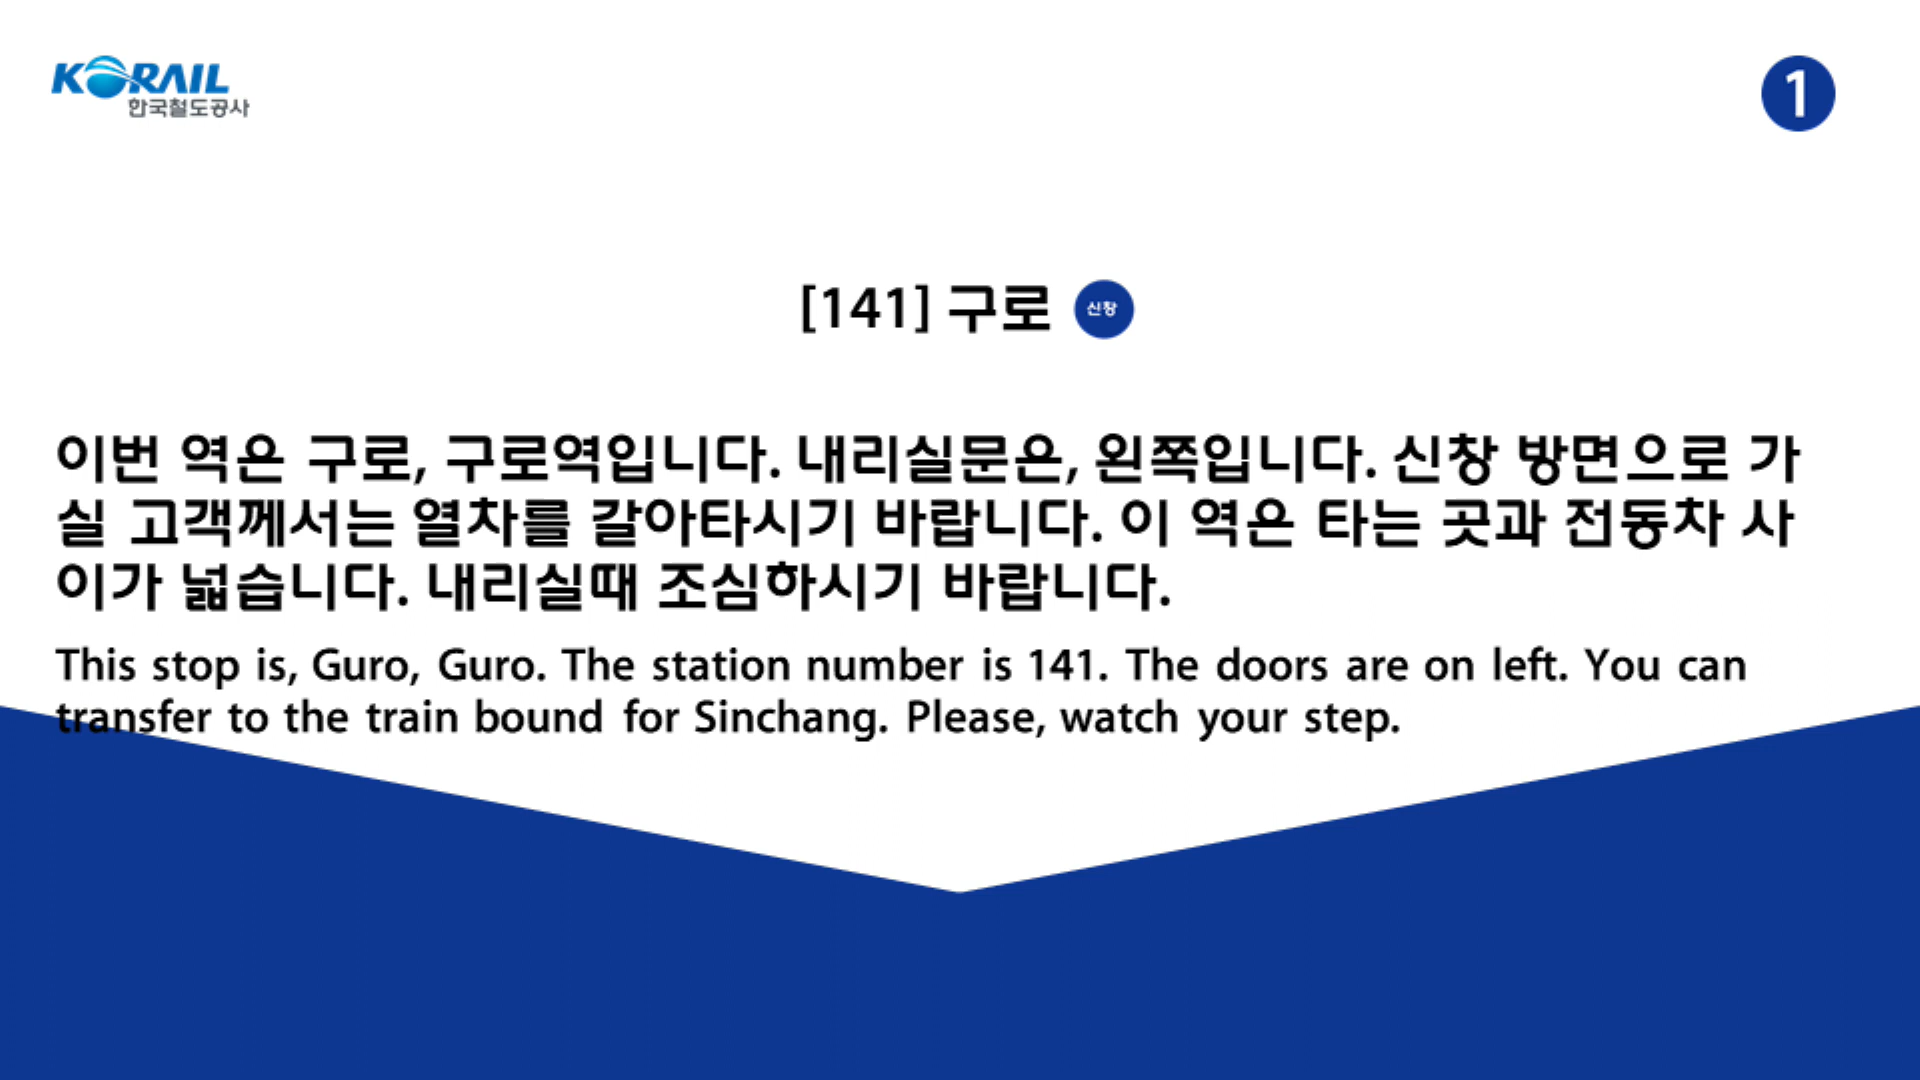 KORAIL
한국철도공사
1
[141] 구로 신창
이번 역은 구로, 구로역입니다. 내리실문은, 왼쪽입니다. 신창 방면으로 가
실 고객께서는 열차를 갈아타시기 바랍니다. 이 역은 타는 곳과 전동차 사
이가 넓습니다. 내리실때 조심하시기 바랍니다.
This stop is, Guro, Guro. The station number is 141. The doors are on left. You can
transfer to the train bound for Sinchang. Please, watch your step.